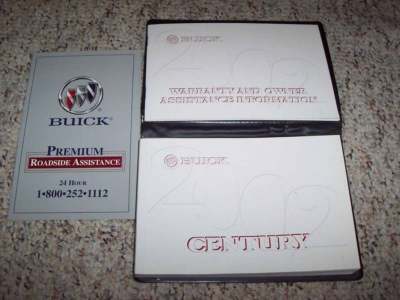 BUICK
PREMIUM
ROADSIDE ASSISTANCE
24 HOUR
1•800•252•1112
BUICK
2002
WARRANTY AND OWNER
ASSISTANCE INFORMATION
BUICK
2002
CENTURY